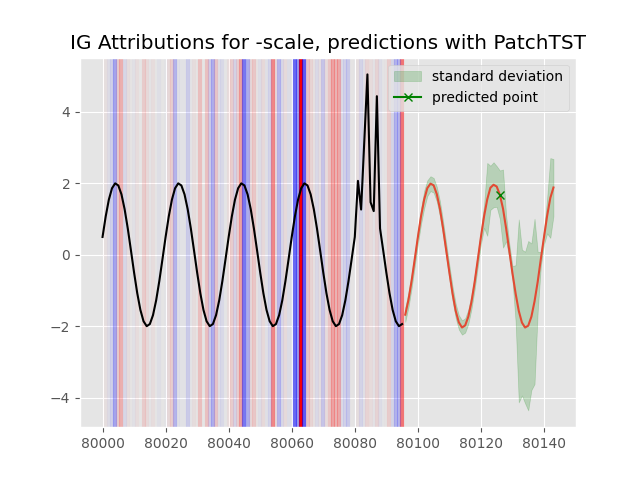 IG Attributions for -scale, predictions with PatchTST
standard deviation
predicted point
4
2
0
−2
−4
80000 80020 80040 80060 80080 80100 80120 80140